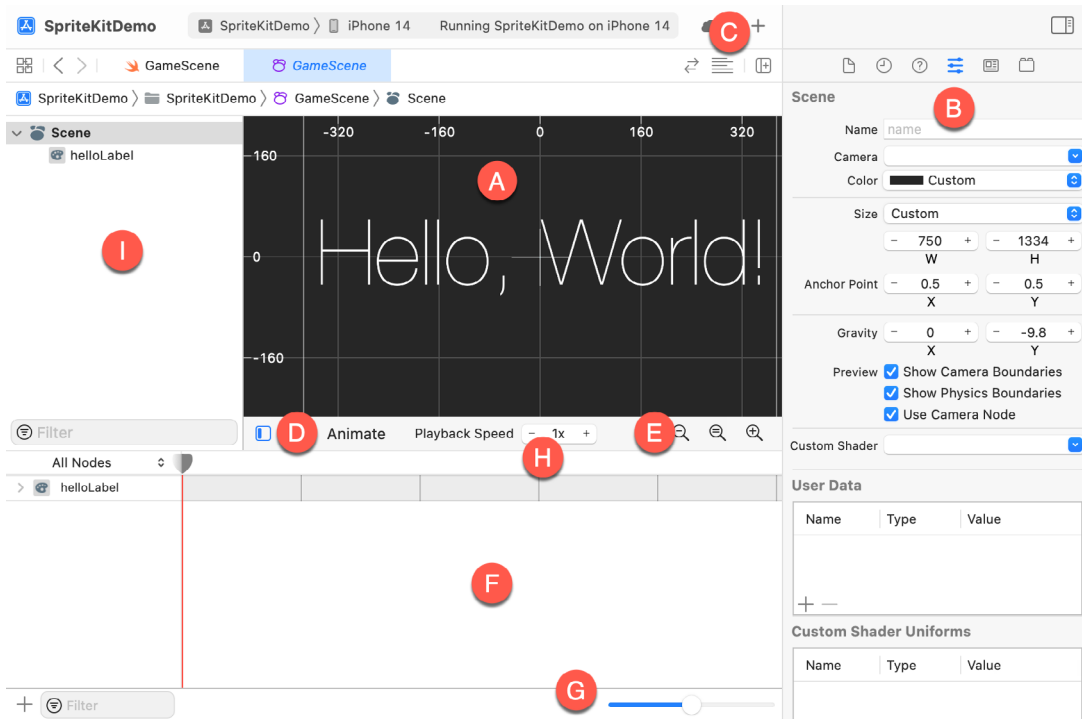 SpriteKitDemo
SpriteKitDemo
iPhone 14
Running SpriteKitDemo on iPhone 14
C
GameScene
GameScene
SpriteKitDemo
SpriteKitDemo
GameScene
Scene
Scene
helloLabel
I
Filter
-320
-160
0
160
320
160
A
Hello, World!
0
-160
D
Animate
Playback Speed
- 1x +
E
H
All Nodes
helloLabel
F
G
Filter
Scene
B
Name name
Camera
Color Custom
Size Custom
- 750 + - 1334 +
W H
Anchor Point - 0.5 + - 0.5 +
X Y
Gravity - 0 + - -9.8 +
X Y
Preview Show Camera Boundaries
Show Physics Boundaries
Use Camera Node
Custom Shader
User Data
Name Type Value
Custom Shader Uniforms
Name Type Value